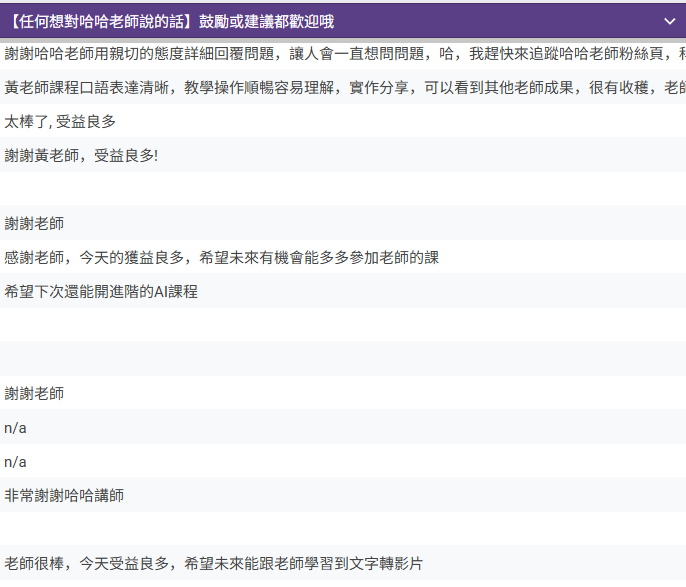 【任何想對哈哈老師說的話】鼓勵或建議都歡迎哦
謝謝哈哈老師用親切的態度詳細回覆問題，讓人會一直想問問題，哈，我趕快來追蹤哈哈老師粉絲頁，
黃老師課程口語表達清晰，教學操作順暢容易理解，實作分享，可以看到其他老師成果，很有收穫，老師
太棒了, 受益良多
謝謝黃老師，受益良多!
謝謝老師
感謝老師，今天的獲益良多，希望未來有機會能多多參加老師的課
希望下次還能開進階的AI課程
謝謝老師
n/a
n/a
非常謝謝哈哈講師
老師很棒，今天受益良多，希望未來能跟老師學習到文字轉影片